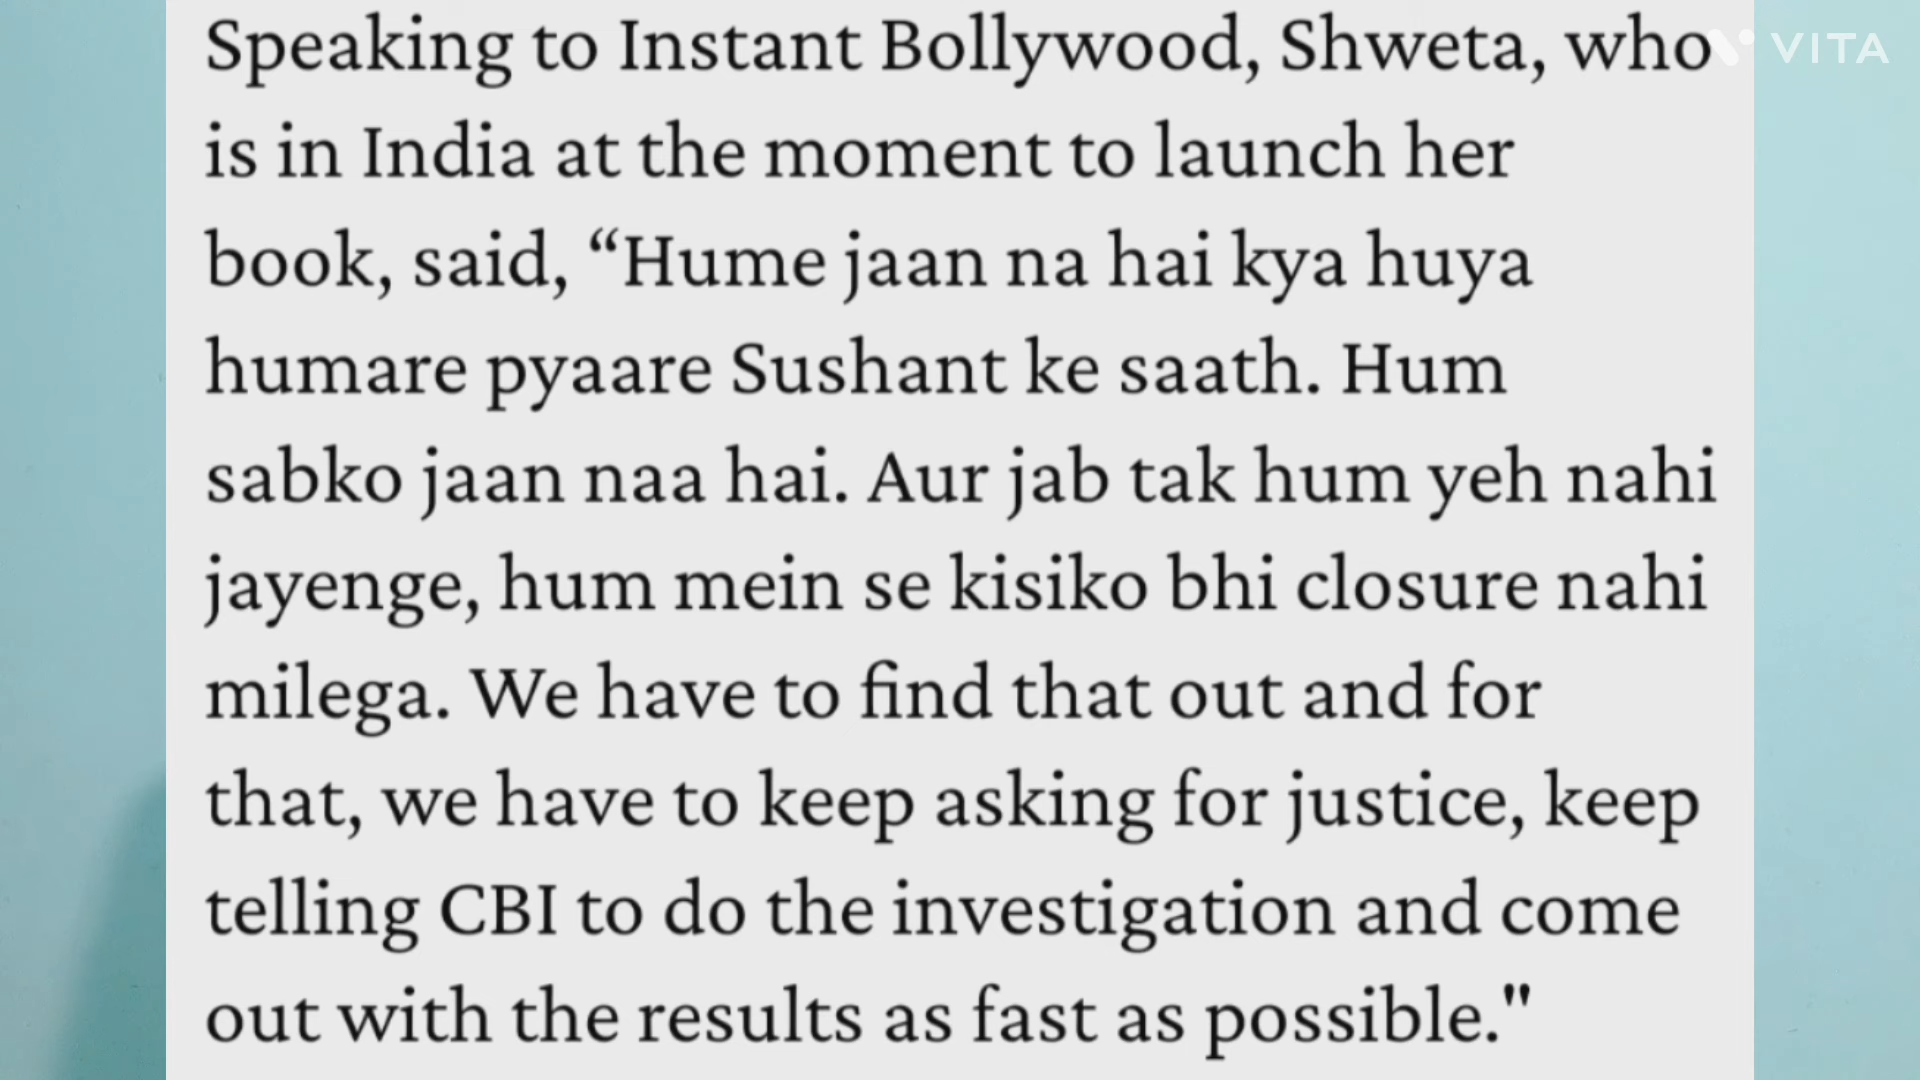 Speaking to Instant Bollywood, Shweta, who
is in India at the moment to launch her
book, said, “Hume jaan na hai kya huya
humare pyaare Sushant ke saath. Hum
sabko jaan naa hai. Aur jab tak hum yeh nahi
jayenge, hum mein se kisiko bhi closure nahi
milega. We have to find that out and for
that, we have to keep asking for justice, keep
telling CBI to do the investigation and come
out with the results as fast as possible."
VITA